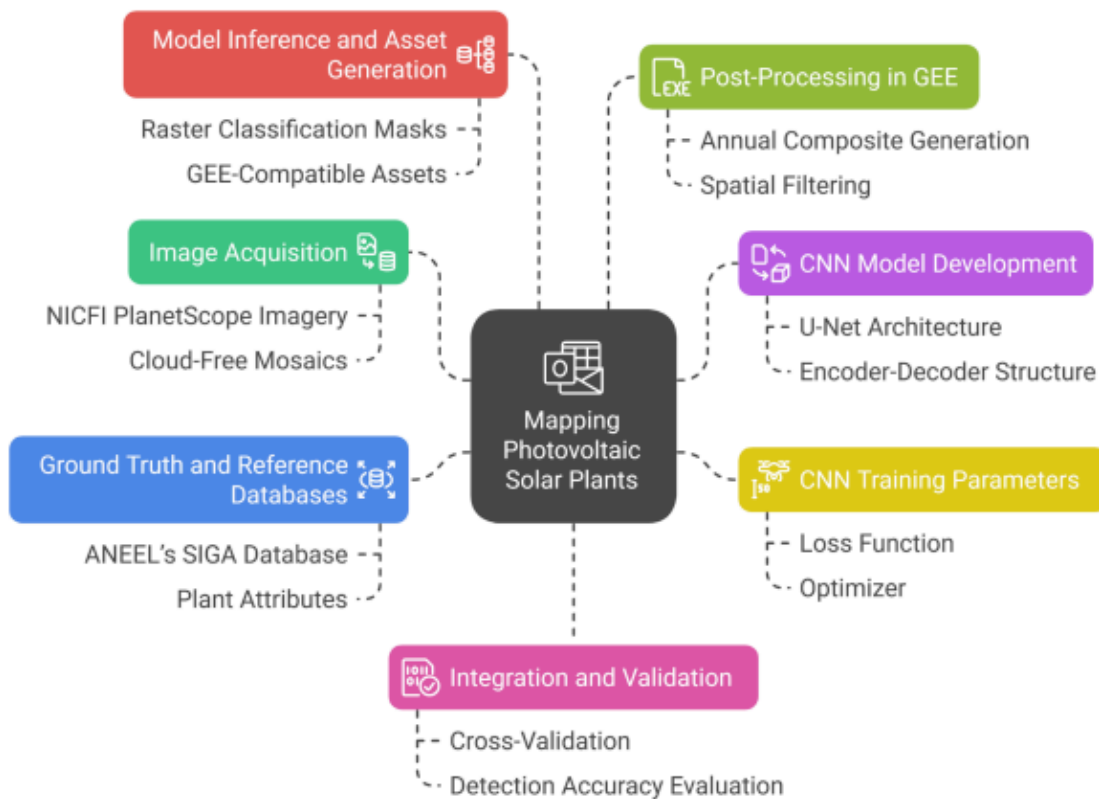 Model Inference and Asset
Generation
Raster Classification Masks
GEE-Compatible Assets
EXE
Post-Processing in GEE
Annual Composite Generation
Spatial Filtering
Image Acquisition
NICFI PlanetScope Imagery
Cloud-Free Mosaics
CNN Model Development
U-Net Architecture
Encoder-Decoder Structure
Mapping
Photovoltaic
Solar Plants
Ground Truth and Reference
Databases
ANEEL’s SIGA Database
Plant Attributes
CNN Training Parameters
Loss Function
Optimizer
Integration and Validation
Cross-Validation
Detection Accuracy Evaluation